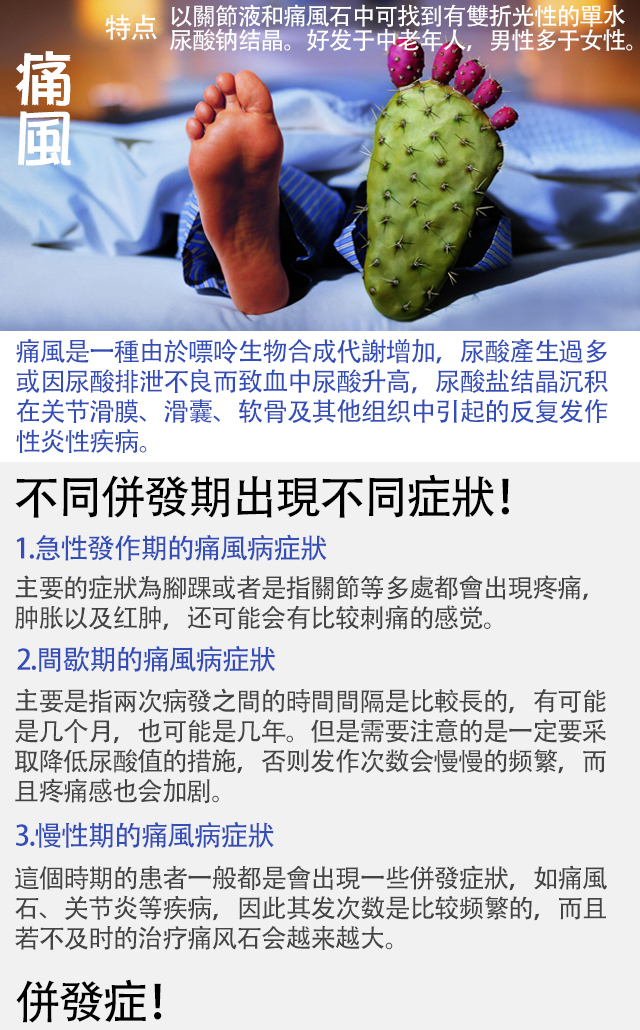 特点
以關節液和痛風石中可找到有雙折光性的單水
尿酸钠结晶。好发于中老年人，男性多于女性。
痛風
痛風是一種由於嘌呤生物合成代謝增加，尿酸產生過多
或因尿酸排泄不良而致血中尿酸升高，尿酸盐结晶沉积
在关节滑膜、滑囊、软骨及其他组织中引起的反复发作
性炎性疾病。
不同併發期出現不同症狀！
1.急性發作期的痛風病症狀
主要的症狀為腳踝或者是指關節等多處都會出現疼痛，
肿胀以及红肿，还可能会有比较刺痛的感觉。
2.間歇期的痛風病症狀
主要是指兩次病發之間的時間間隔是比較長的，有可能
是几个月，也可能是几年。但是需要注意的是一定要采
取降低尿酸值的措施，否则发作次数会慢慢的频繁，而
且疼痛感也会加剧。
3.慢性期的痛風病症狀
這個時期的患者一般都是會出現一些併發症狀，如痛風
石、关节炎等疾病，因此其发次数是比较频繁的，而且
若不及时的治疗痛风石会越来越大。
併發症！